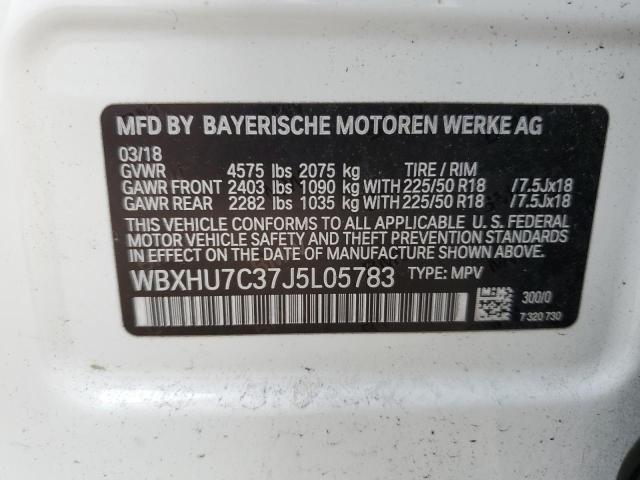 MFD BY BAYERISCHE MOTOREN WERKE AG
03/18
GVWR 4575 lbs 2075 kg TIRE / RIM
GAWR FRONT 2403 lbs 1090 kg WITH 225/50 R18 /7.5Jx18
GAWR REAR 2282 lbs 1035 kg WITH 225/50 R18 /7.5Jx18
THIS VEHICLE CONFORMS TO ALL APPLICABLE U. S. FEDERAL
MOTOR VEHICLE SAFETY AND THEFT PREVENTION STANDARDS
IN EFFECT ON THE DATE OF MANUFACTURE SHOWN ABOVE.
WBXHU7C37J5L05783 TYPE: MPV
300/0
7 320 730